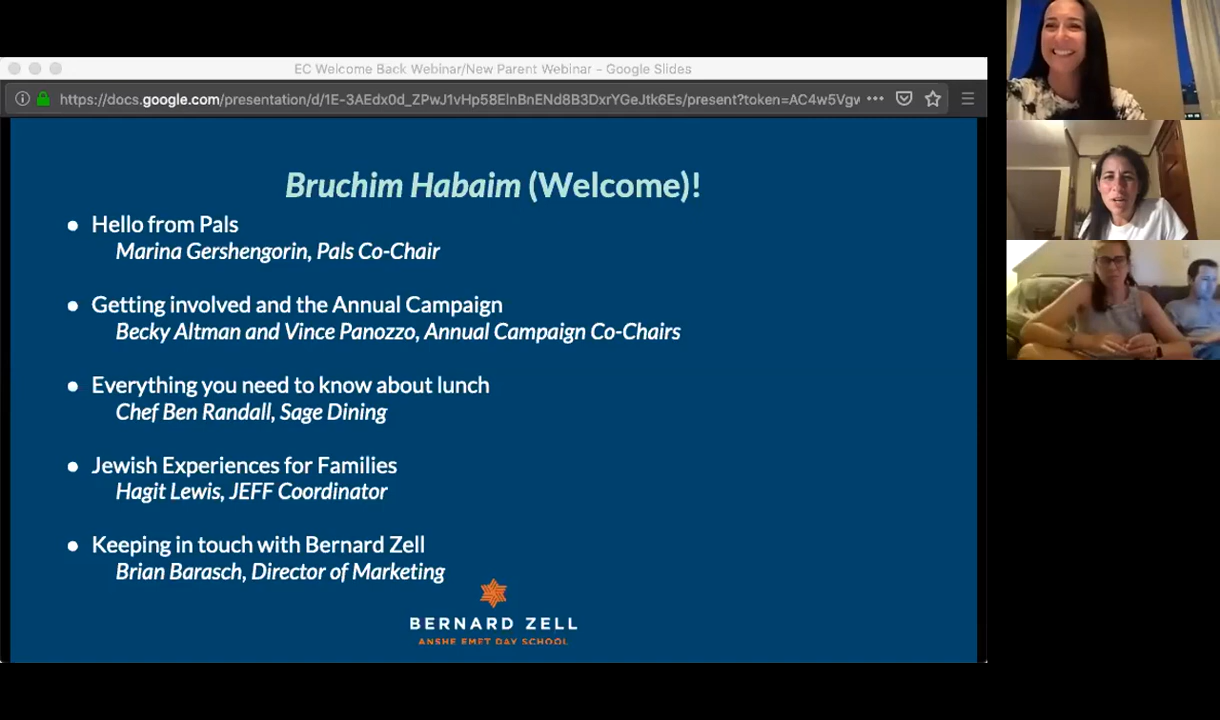 EC Welcome Back Webinar/New Parent Webinar - Google Slides
https://docs.google.com/presentation/d/1E-3AEdx0d_ZPwJ1vHp58ElnBnENd8B3DxrYGeJtk6Es/present?token=AC4w5Vgw
Bruchim Habaim (Welcome)!
● Hello from Pals
Marina Gershengorin, Pals Co-Chair
● Getting involved and the Annual Campaign
Becky Altman and Vince Panozzo, Annual Campaign Co-Chairs
● Everything you need to know about lunch
Chef Ben Randall, Sage Dining
● Jewish Experiences for Families
Hagit Lewis, JEFF Coordinator
● Keeping in touch with Bernard Zell
Brian Barasch, Director of Marketing
BERNARD ZELL
ANSHE EMET DAY SCHOOL